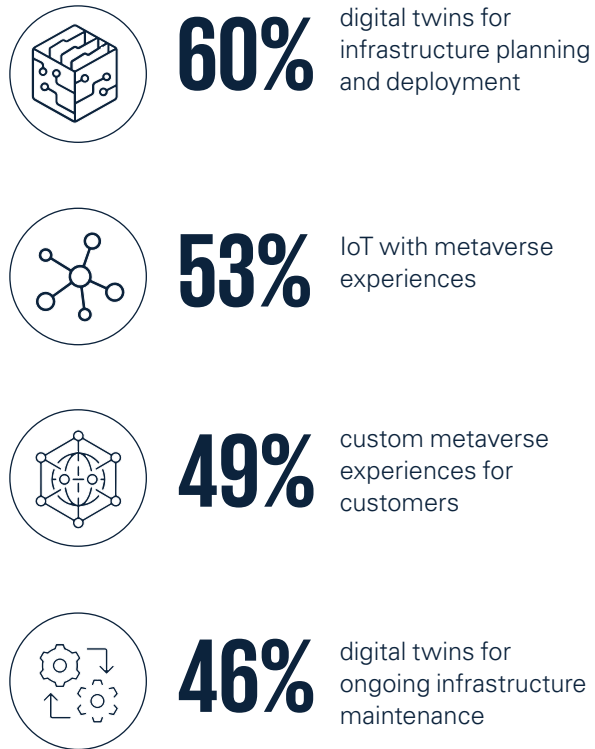 60%
digital twins for
infrastructure planning
and deployment
53%
IoT with metaverse
experiences
49%
custom metaverse
experiences for
customers
46%
digital twins for
ongoing infrastructure
maintenance